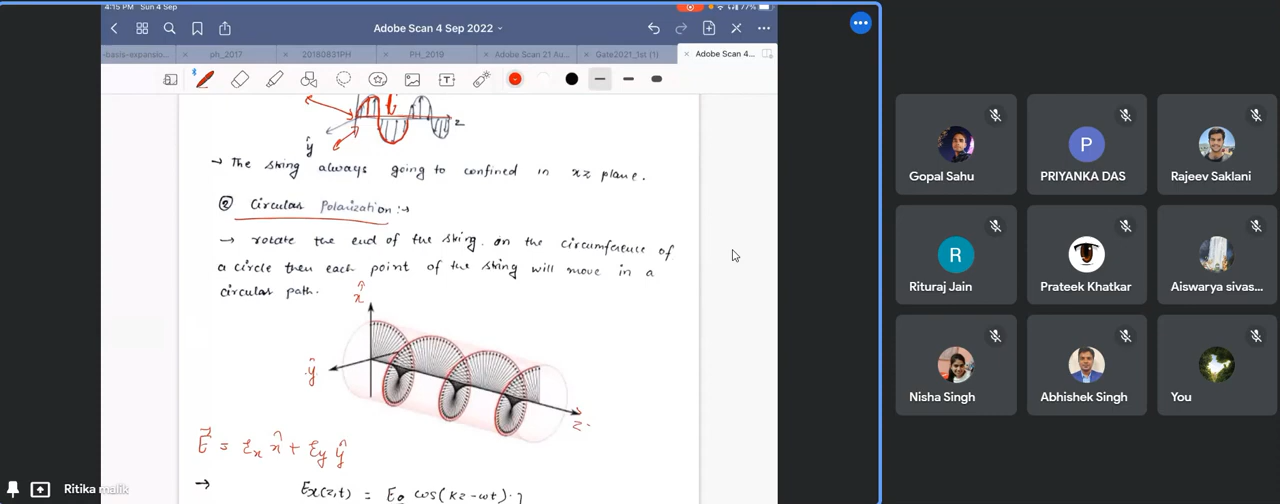 4:15 PM Sun 4 Sep
77%
Adobe Scan 4 Sep 2022
-basis-expansio... × ph_2017 × 20180831PH × PH_2019 × Adobe Scan 21 Au... × Gate2021_1st (1) × Adobe Scan 4...
z
ŷ
→ The string always going to confined in xz plane.
② Circular Polarization :→
→ rotate the end of the string on the circumference of
a circle then each point of the string will move in a
circular path.
x̂
ŷ
z
E⃗ = Ex x̂ + Ey ŷ
→ Ex(z,t) = E₀ cos(kz-ωt).
Gopal Sahu
P
PRIYANKA DAS
Rajeev Saklani
R
Rituraj Jain
Prateek Khatkar
Aiswarya sivas...
Nisha Singh
Abhishek Singh
You
Ritika malik